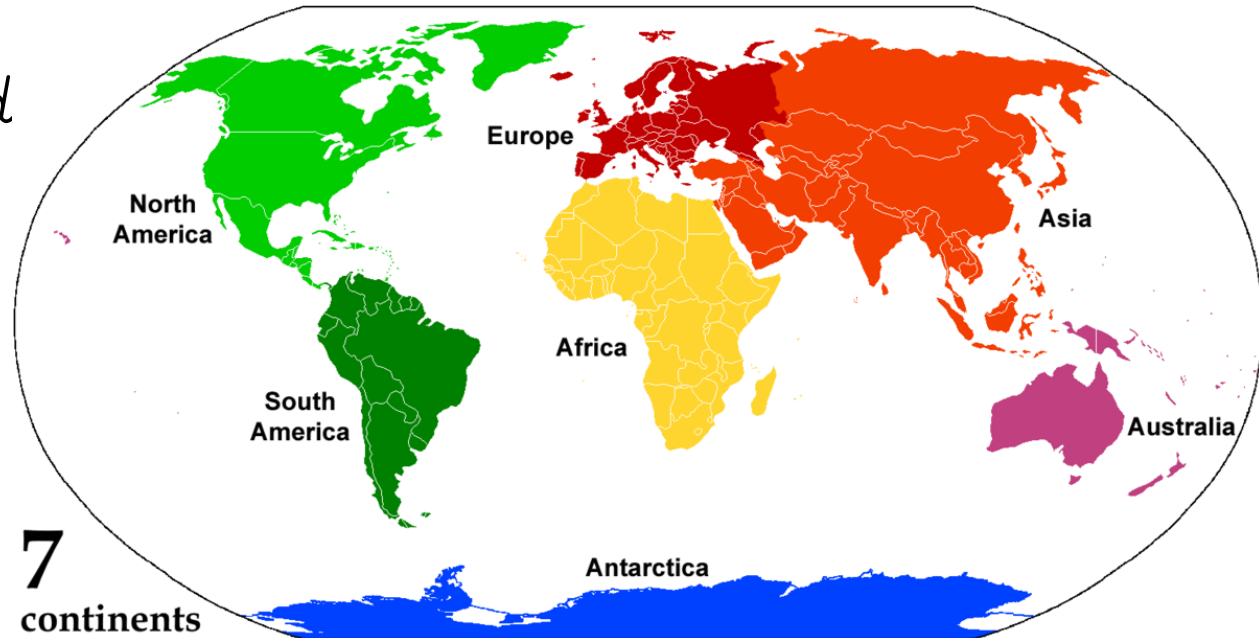 d
Europe
North
America
Asia
Africa
South
America
Australia
7
continents
Antarctica